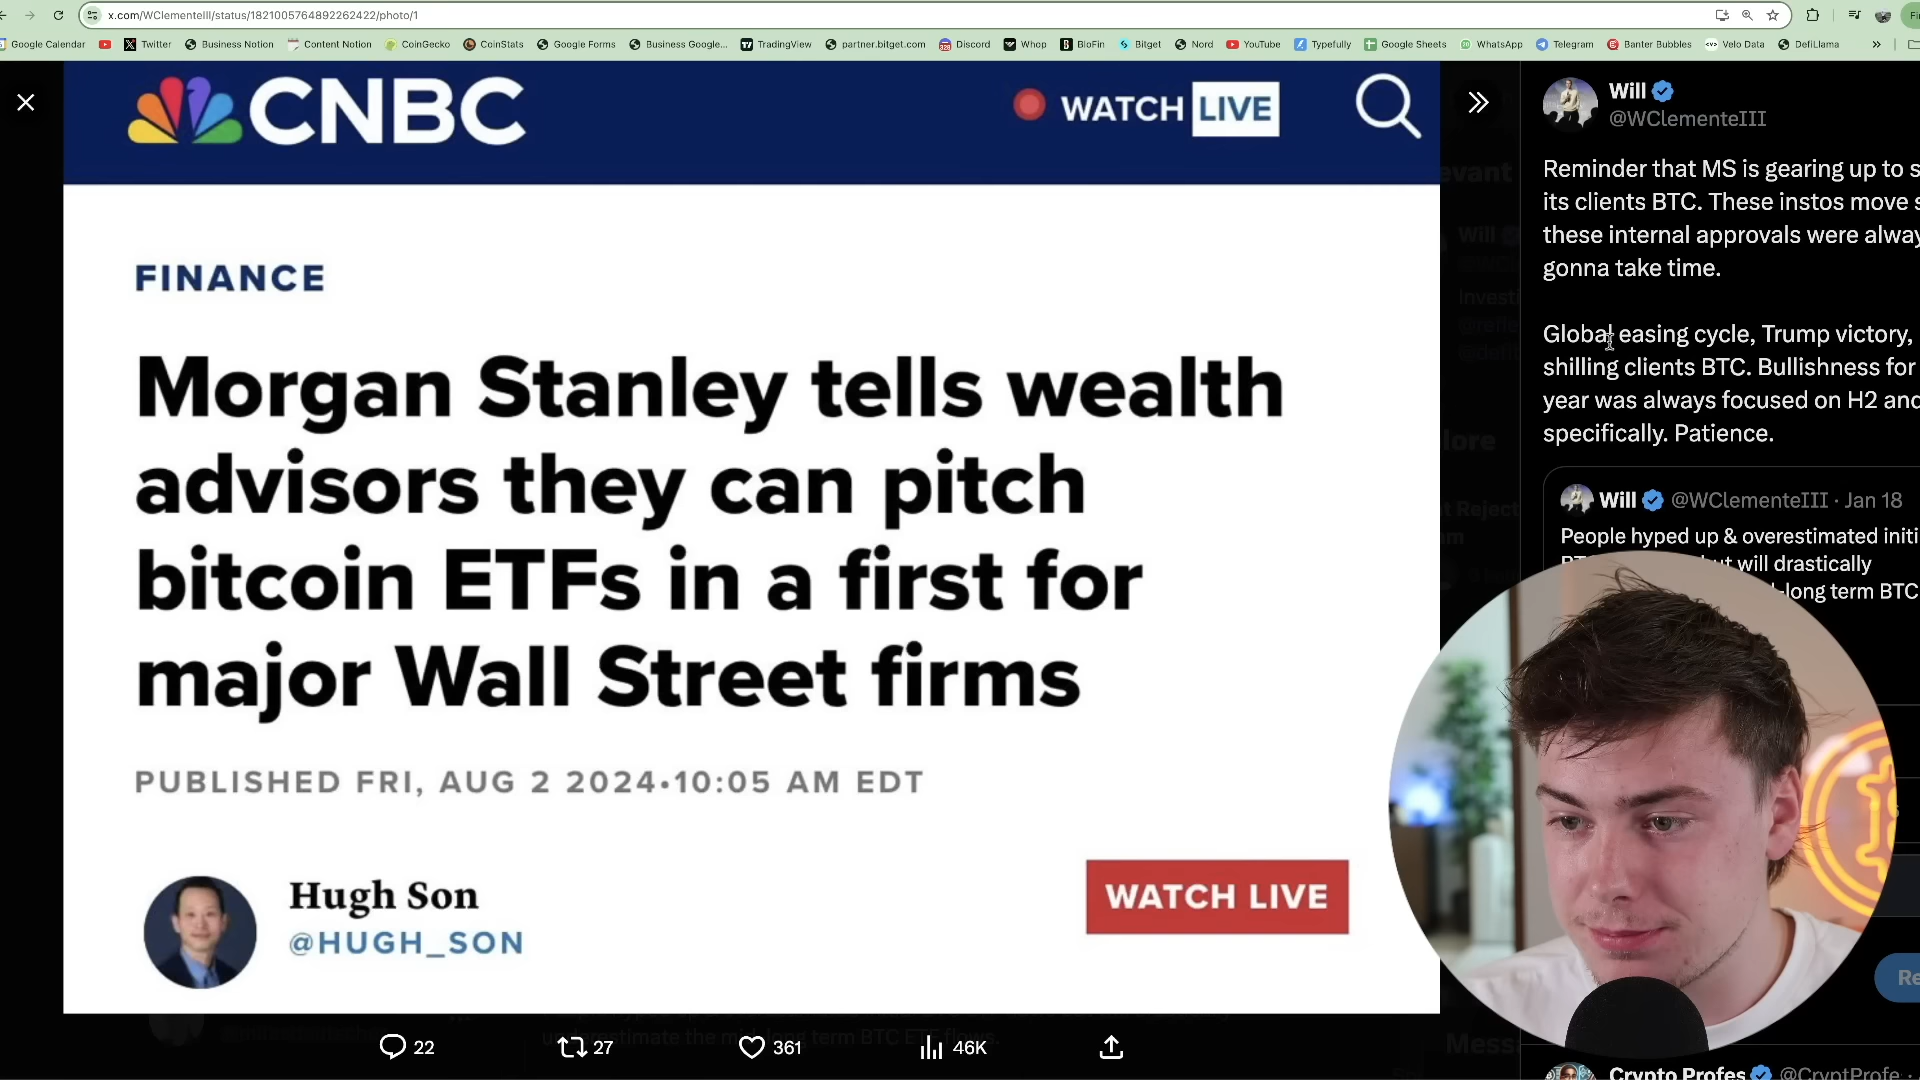 x.com/WClementeIII/status/1821005764892262422/photo/1
Google Calendar Twitter Business Notion Content Notion CoinGecko CoinStats Google Forms Business Google... TradingView partner.bitget.com Discord Whop BloFin Bitget Nord YouTube Typefully Google Sheets WhatsApp Telegram Banter Bubbles Velo Data DefiLlama
CNBC
WATCH LIVE
FINANCE
Morgan Stanley tells wealth
advisors they can pitch
bitcoin ETFs in a first for
major Wall Street firms
PUBLISHED FRI, AUG 2 2024•10:05 AM EDT
Hugh Son
@HUGH_SON
WATCH LIVE
22 27 361 46K
Will
@WClementeIII
Reminder that MS is gearing up to s
its clients BTC. These instos move s
these internal approvals were alway
gonna take time.
Global easing cycle, Trump victory,
shilling clients BTC. Bullishness for
year was always focused on H2 and
specifically. Patience.
Will @WClementeIII · Jan 18
People hyped up & overestimated initi
will drastically
-long term BTC
Re
Crypto Profes @CryptProfe